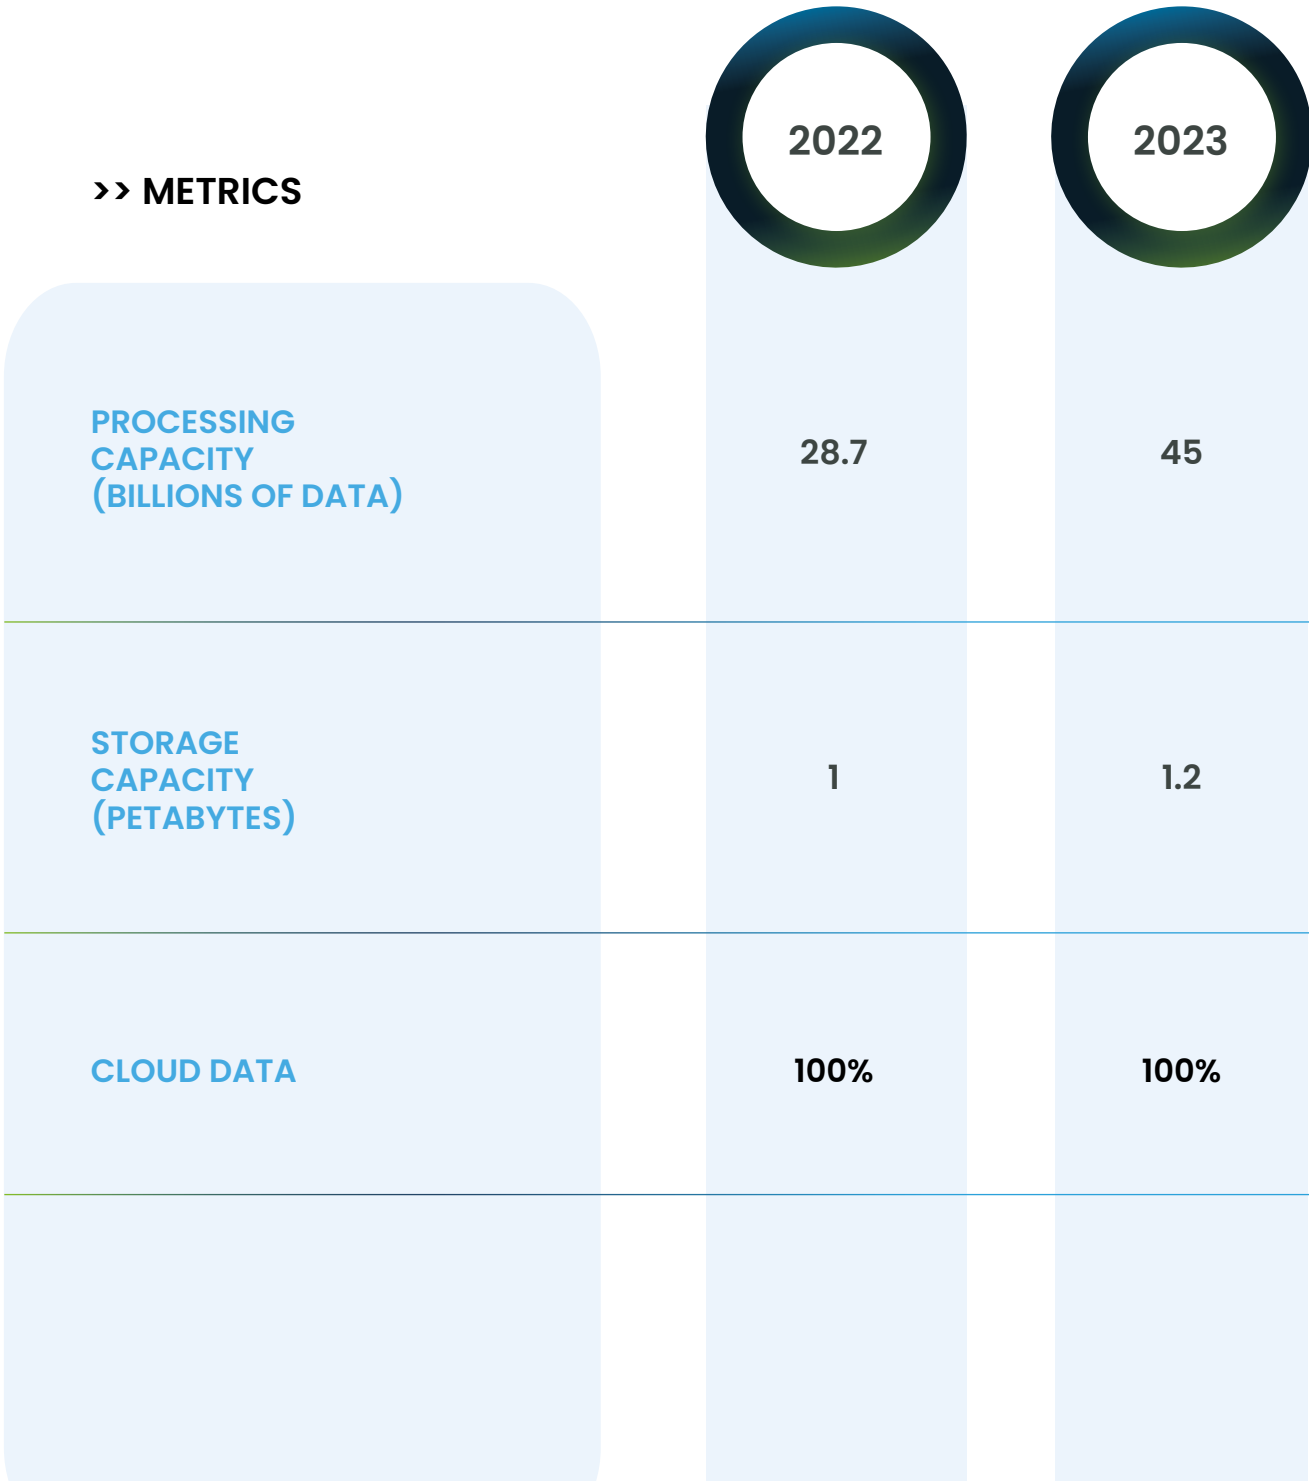 2022 2023
>> METRICS
PROCESSING
CAPACITY
(BILLIONS OF DATA)
28.7 45
STORAGE
CAPACITY
(PETABYTES)
1 1.2
CLOUD DATA 100% 100%